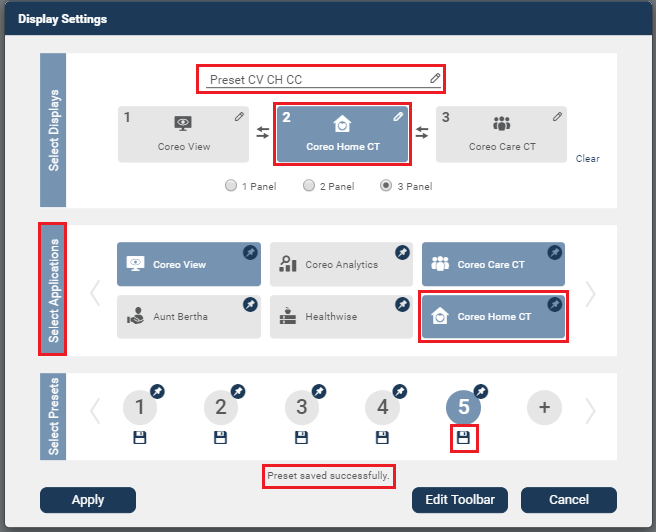 Display Settings
Select Displays
Preset CV CH CC
1
Coreo View
2
Coreo Home CT
3
Coreo Care CT
Clear
1 Panel
2 Panel
3 Panel
Select Applications
Coreo View
Coreo Analytics
Coreo Care CT
Aunt Bertha
Healthwise
Coreo Home CT
Select Presets
1
2
3
4
5
+
Preset saved successfully.
Apply
Edit Toolbar
Cancel